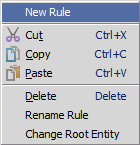 New Rule
Cut Ctrl+X
Copy Ctrl+C
Paste Ctrl+V
Delete Delete
Rename Rule
Change Root Entity